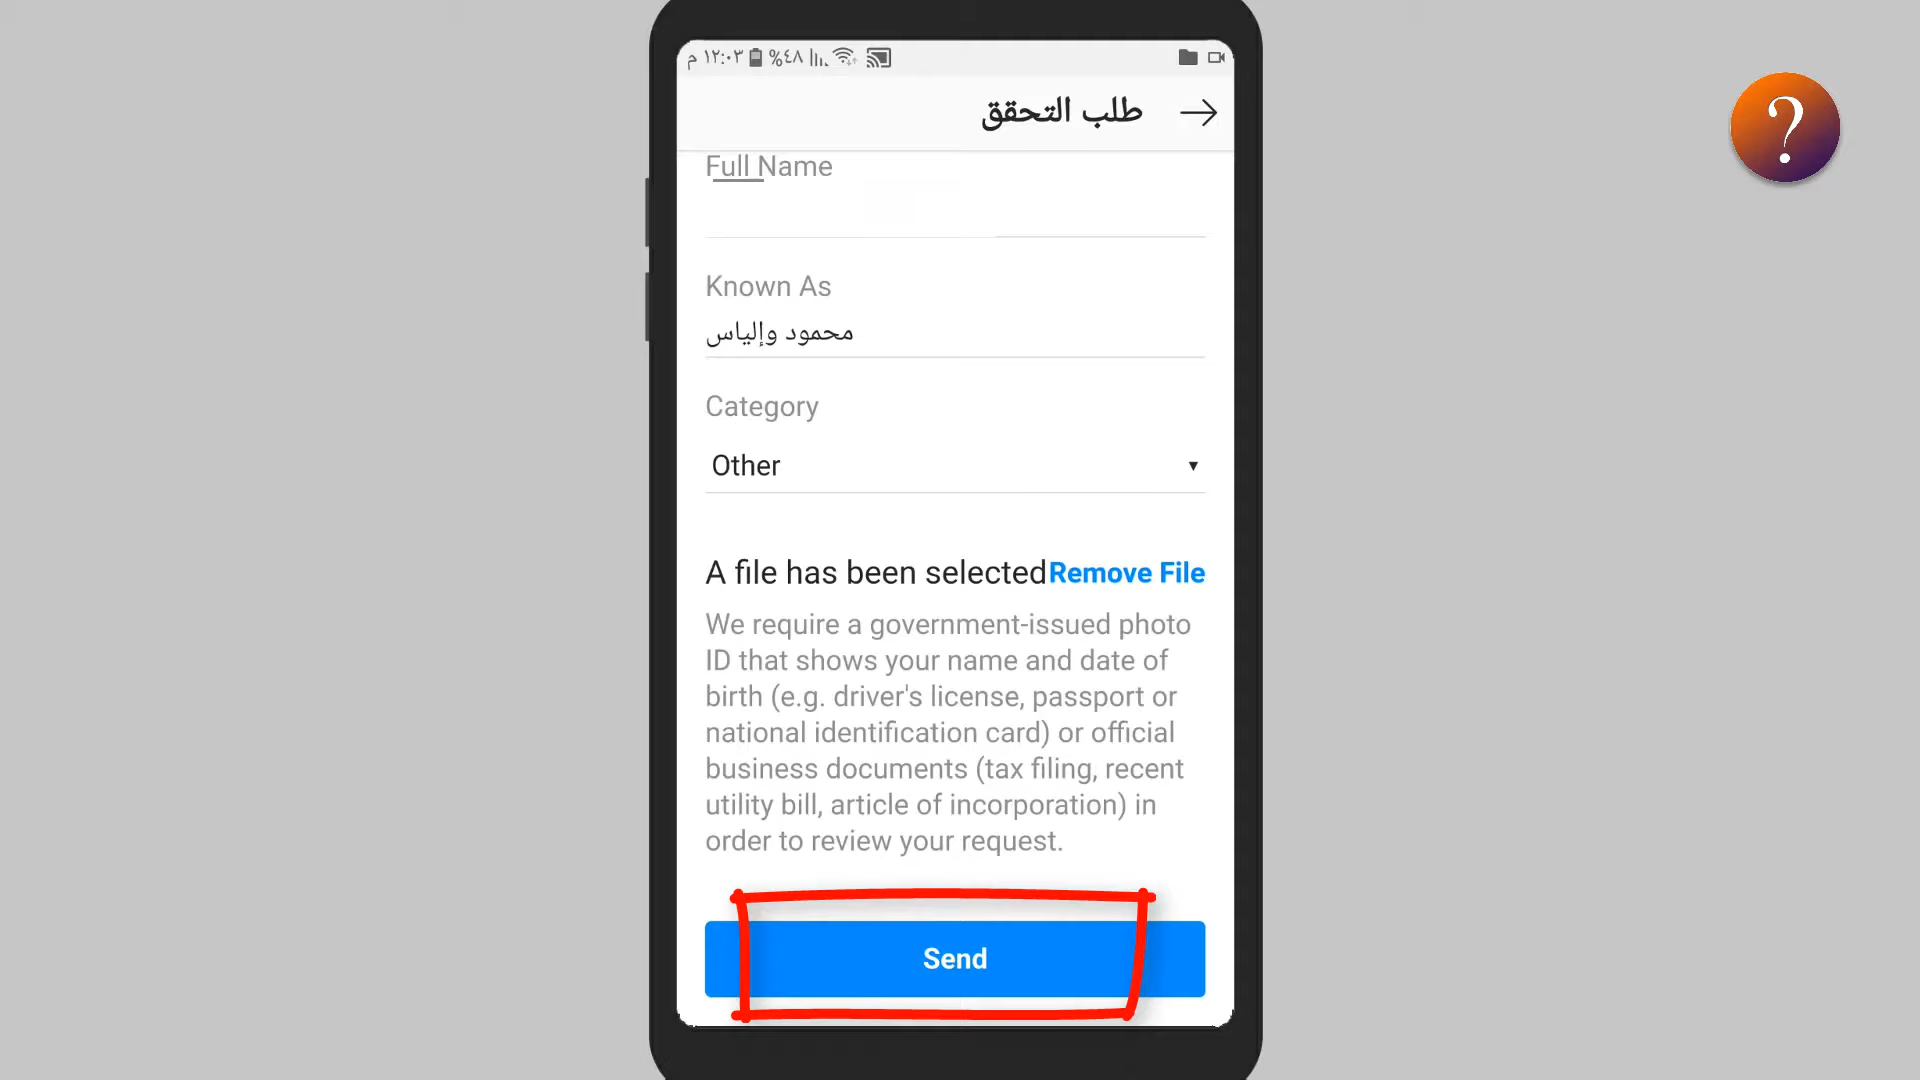 ١٢:٠٣ م
%٤٨
طلب التحقق
Full Name
Known As
محمود وإلياس
Category
Other
A file has been selected Remove File
We require a government-issued photo
ID that shows your name and date of
birth (e.g. driver's license, passport or
national identification card) or official
business documents (tax filing, recent
utility bill, article of incorporation) in
order to review your request.
Send
?